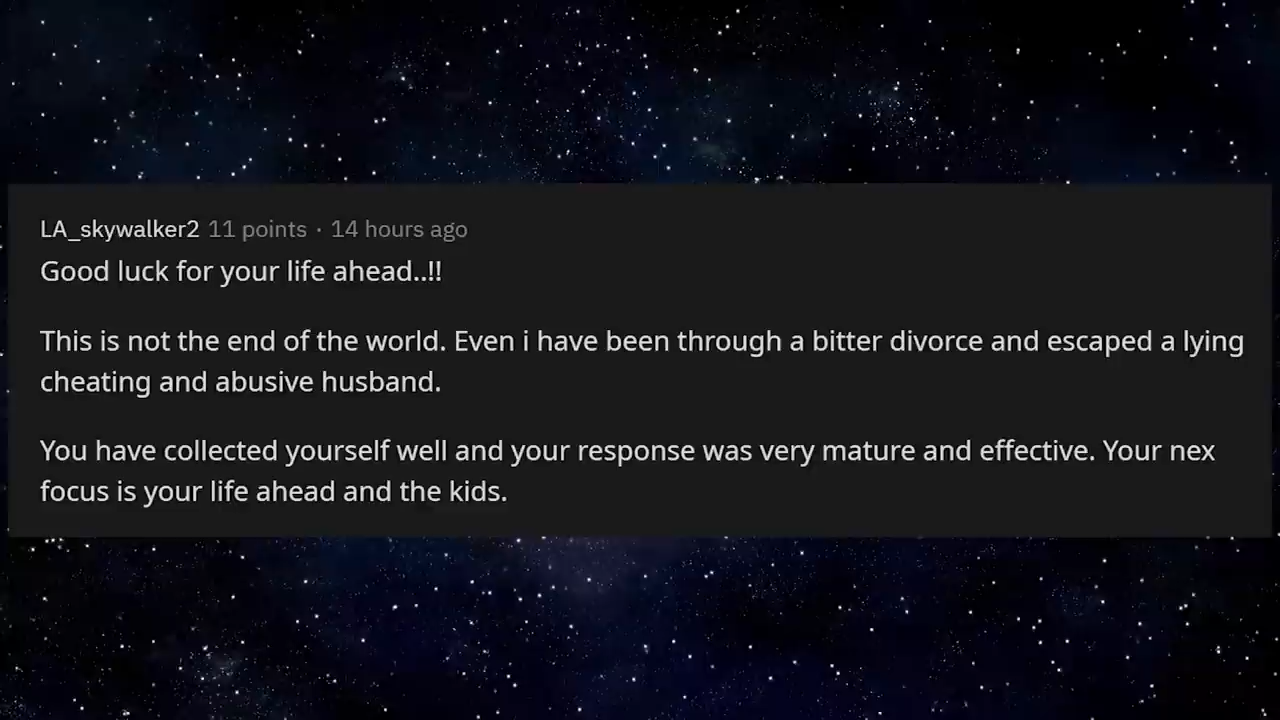 LA_skywalker2 11 points · 14 hours ago
Good luck for your life ahead..!!
This is not the end of the world. Even i have been through a bitter divorce and escaped a lying
cheating and abusive husband.
You have collected yourself well and your response was very mature and effective. Your nex
focus is your life ahead and the kids.